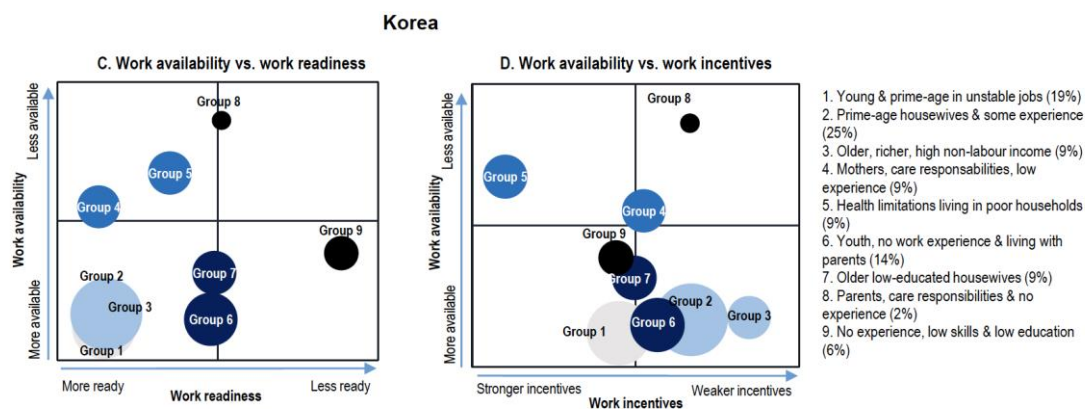 Korea
C. Work availability vs. work readiness
Less available
Work availability
More available
Group 8
Group 5
Group 4
Group 9
Group 7
Group 2
Group 3
Group 6
Group 1
More ready
Less ready
Work readiness
D. Work availability vs. work incentives
Less available
Work availability
More available
Group 8
Group 5
Group 4
Group 9
Group 7
Group 2
Group 3
Group 6
Group 1
Stronger incentives
Weaker incentives
Work incentives
1. Young & prime-age in unstable jobs (19%)
2. Prime-age housewives & some experience
(25%)
3. Older, richer, high non-labour income (9%)
4. Mothers, care responsabilities, low
experience (9%)
5. Health limitations living in poor households
(9%)
6. Youth, no work experience & living with
parents (14%)
7. Older low-educated housewives (9%)
8. Parents, care responsibilities & no
experience (2%)
9. No experience, low skills & low education
(6%)